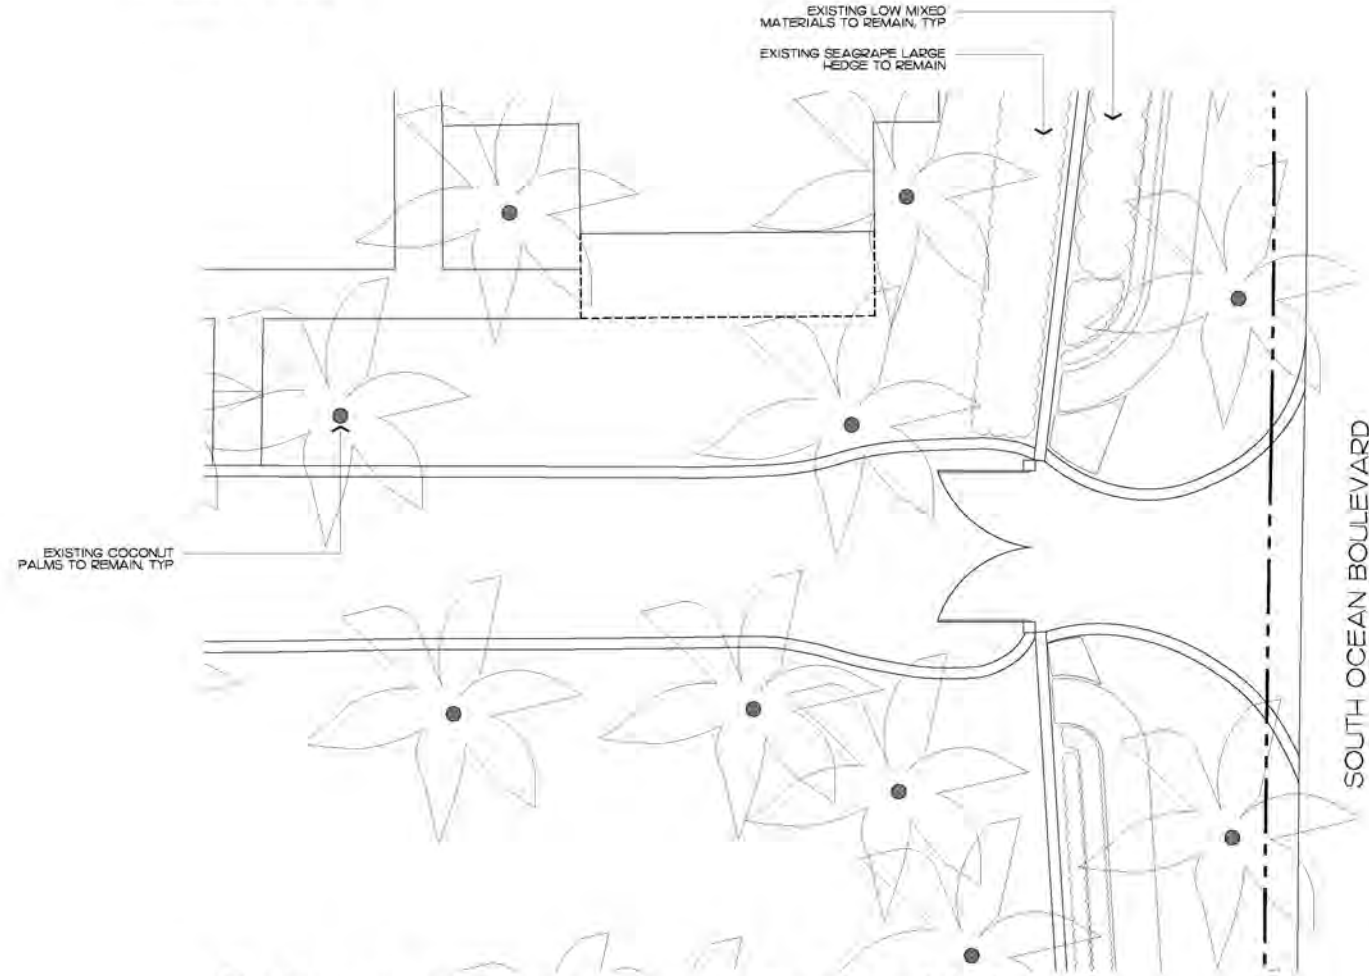 EXISTING LOW MIXED
MATERIALS TO REMAIN, TYP
EXISTING SEAGRAPE LARGE
HEDGE TO REMAIN
EXISTING COCONUT
PALMS TO REMAIN, TYP
SOUTH OCEAN BOULEVARD